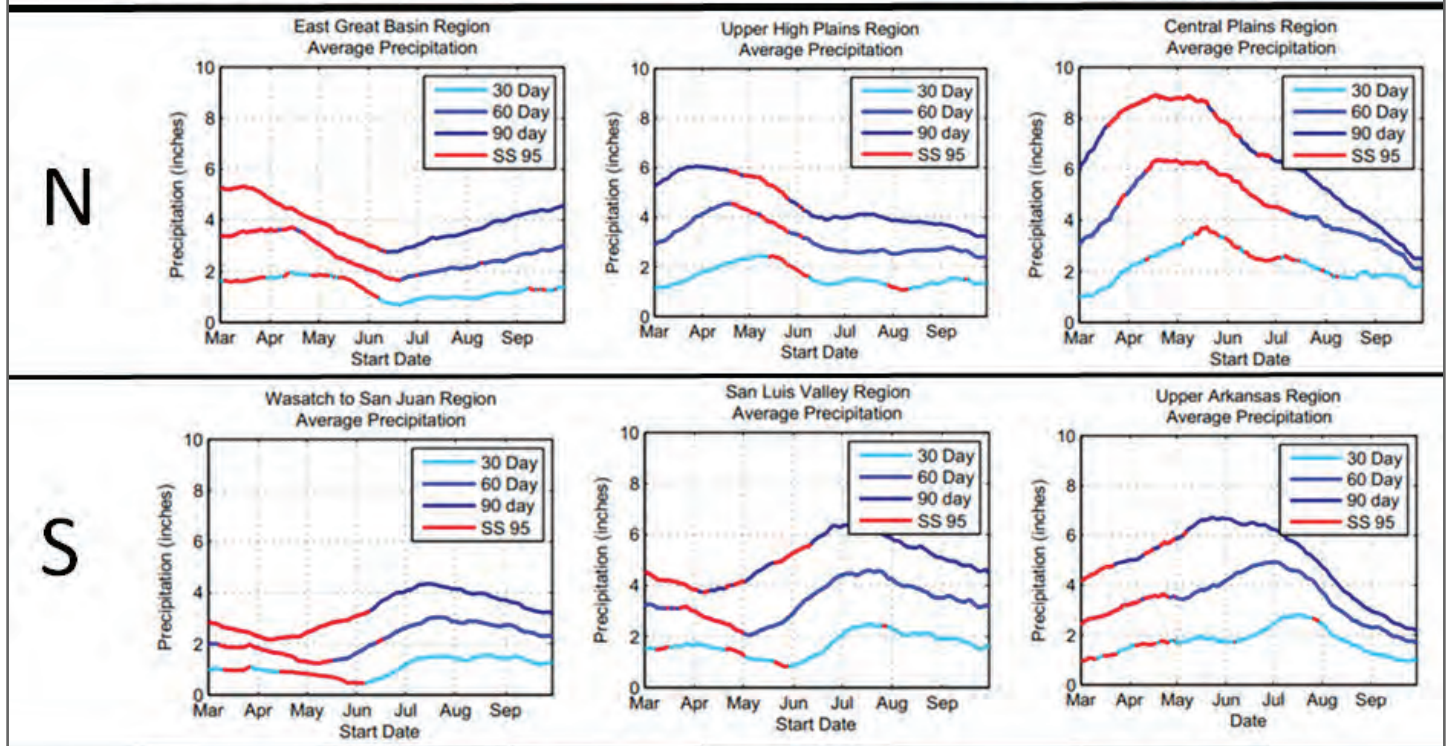 N
East Great Basin Region
Average Precipitation
Precipitation (inches)
10
8
6
4
2
0
30 Day
60 Day
90 day
SS 95
Mar Apr May Jun Jul Aug Sep
Start Date
Upper High Plains Region
Average Precipitation
Precipitation (inches)
10
8
6
4
2
0
30 Day
60 Day
90 day
SS 95
Mar Apr May Jun Jul Aug Sep
Start Date
Central Plains Region
Average Precipitation
Precipitation (inches)
10
8
6
4
2
0
30 Day
60 Day
90 day
SS 95
Mar Apr May Jun Jul Aug Sep
Start Date
S
Wasatch to San Juan Region
Average Precipitation
Precipitation (inches)
10
8
6
4
2
0
30 Day
60 Day
90 day
SS 95
Mar Apr May Jun Jul Aug Sep
Start Date
San Luis Valley Region
Average Precipitation
Precipitation (inches)
10
8
6
4
2
0
30 Day
60 Day
90 day
SS 95
Mar Apr May Jun Jul Aug Sep
Start Date
Upper Arkansas Region
Average Precipitation
Precipitation (inches)
10
8
6
4
2
0
30 Day
60 Day
90 day
SS 95
Mar Apr May Jun Jul Aug Sep
Date